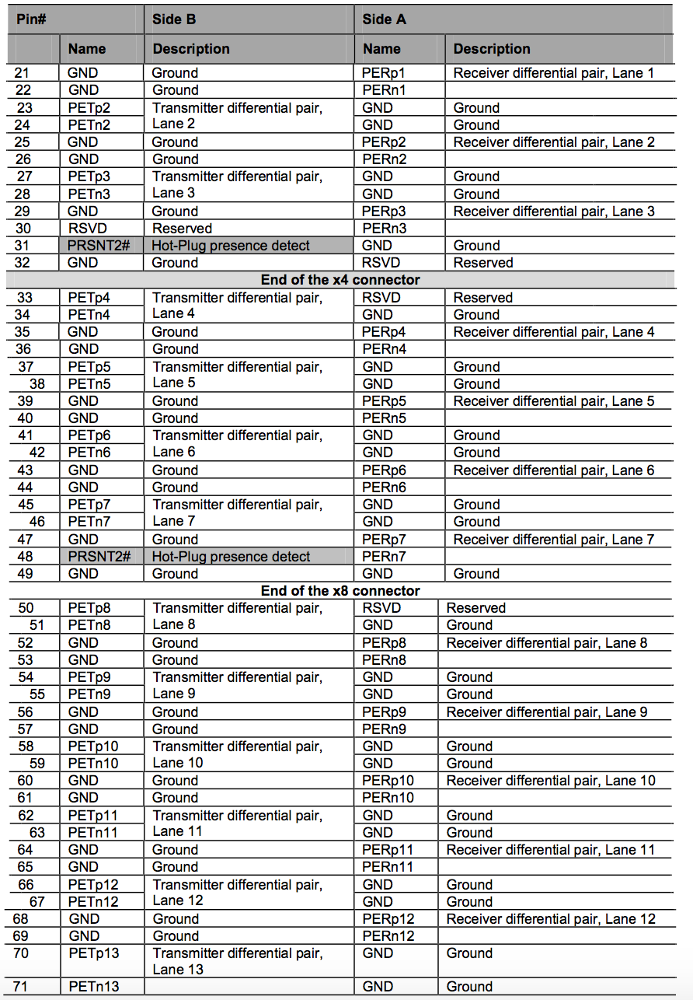 Pin# Side B Side A
Name Description Name Description
21 GND Ground PERp1 Receiver differential pair, Lane 1
22 GND Ground PERn1
23 PETp2 Transmitter differential pair, GND Ground
24 PETn2 Lane 2 GND Ground
25 GND Ground PERp2 Receiver differential pair, Lane 2
26 GND Ground PERn2
27 PETp3 Transmitter differential pair, GND Ground
28 PETn3 Lane 3 GND Ground
29 GND Ground PERp3 Receiver differential pair, Lane 3
30 RSVD Reserved PERn3
31 PRSNT2# Hot-Plug presence detect GND Ground
32 GND Ground RSVD Reserved
End of the x4 connector
33 PETp4 Transmitter differential pair, RSVD Reserved
34 PETn4 Lane 4 GND Ground
35 GND Ground PERp4 Receiver differential pair, Lane 4
36 GND Ground PERn4
37 PETp5 Transmitter differential pair, GND Ground
38 PETn5 Lane 5 GND Ground
39 GND Ground PERp5 Receiver differential pair, Lane 5
40 GND Ground PERn5
41 PETp6 Transmitter differential pair, GND Ground
42 PETn6 Lane 6 GND Ground
43 GND Ground PERp6 Receiver differential pair, Lane 6
44 GND Ground PERn6
45 PETp7 Transmitter differential pair, GND Ground
46 PETn7 Lane 7 GND Ground
47 GND Ground PERp7 Receiver differential pair, Lane 7
48 PRSNT2# Hot-Plug presence detect PERn7
49 GND Ground GND Ground
End of the x8 connector
50 PETp8 Transmitter differential pair, RSVD Reserved
51 PETn8 Lane 8 GND Ground
52 GND Ground PERp8 Receiver differential pair, Lane 8
53 GND Ground PERn8
54 PETp9 Transmitter differential pair, GND Ground
55 PETn9 Lane 9 GND Ground
56 GND Ground PERp9 Receiver differential pair, Lane 9
57 GND Ground PERn9
58 PETp10 Transmitter differential pair, GND Ground
59 PETn10 Lane 10 GND Ground
60 GND Ground PERp10 Receiver differential pair, Lane 10
61 GND Ground PERn10
62 PETp11 Transmitter differential pair, GND Ground
63 PETn11 Lane 11 GND Ground
64 GND Ground PERp11 Receiver differential pair, Lane 11
65 GND Ground PERn11
66 PETp12 Transmitter differential pair, GND Ground
67 PETn12 Lane 12 GND Ground
68 GND Ground PERp12 Receiver differential pair, Lane 12
69 GND Ground PERn12
70 PETp13 Transmitter differential pair, GND Ground
Lane 13
71 PETn13 GND Ground